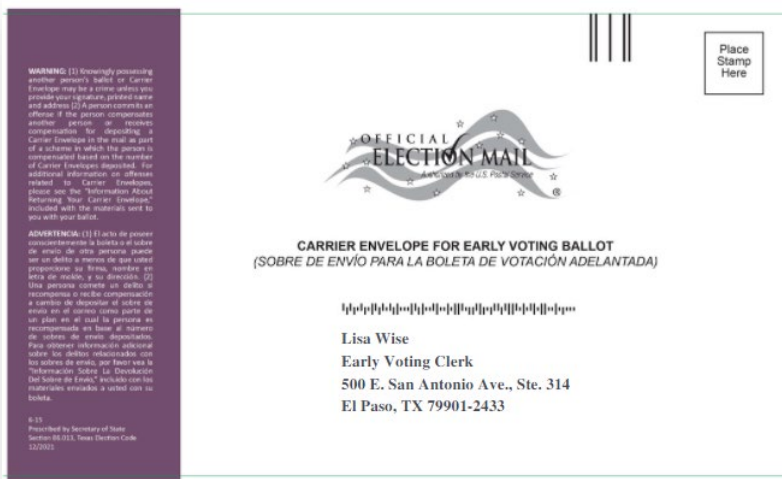 WARNING: (1) Knowingly possessing
another person's ballot or Carrier
Envelope may be a crime unless you
provide your signature, printed name
and address (2) A person commits an
offense if the person compensates
another person or receives
compensation for depositing a
Carrier Envelope in the mail as part
of a scheme in which the person is
compensated based on the number
of Carrier Envelopes deposited. For
additional information on offenses
related to Carrier Envelopes,
please see the "Information About
Returning Your Carrier Envelope,"
included with the materials sent to
you with your ballot.
ADVERTENCIA: (1) El acto de poseer
conscientemente la boleta o el sobre
de envío de otra persona puede
ser un delito a menos de que usted
proporcione su firma, nombre en
letra de molde, y su dirección. (2)
Una persona comete un delito si
recompensa o recibe compensación
a cambio de depositar el sobre de
envío en el correo como parte de
un plan en el cual la persona es
recompensada en base al número
de sobres de envío depositados.
Para obtener información adicional
sobre los delitos relacionados con
los sobres de envío, por favor vea la
"Información Sobre La Devolución
Del Sobre de Envío," incluido con los
materiales enviados a usted con su
boleta.
6-15
Prescribed by Secretary of State
Section 86.013, Texas Election Code
12/2021
Place
Stamp
Here
OFFICIAL
ELECTION MAIL
Authorized by the U.S. Postal Service
®
CARRIER ENVELOPE FOR EARLY VOTING BALLOT
(SOBRE DE ENVÍO PARA LA BOLETA DE VOTACIÓN ADELANTADA)
Lisa Wise
Early Voting Clerk
500 E. San Antonio Ave., Ste. 314
El Paso, TX 79901-2433